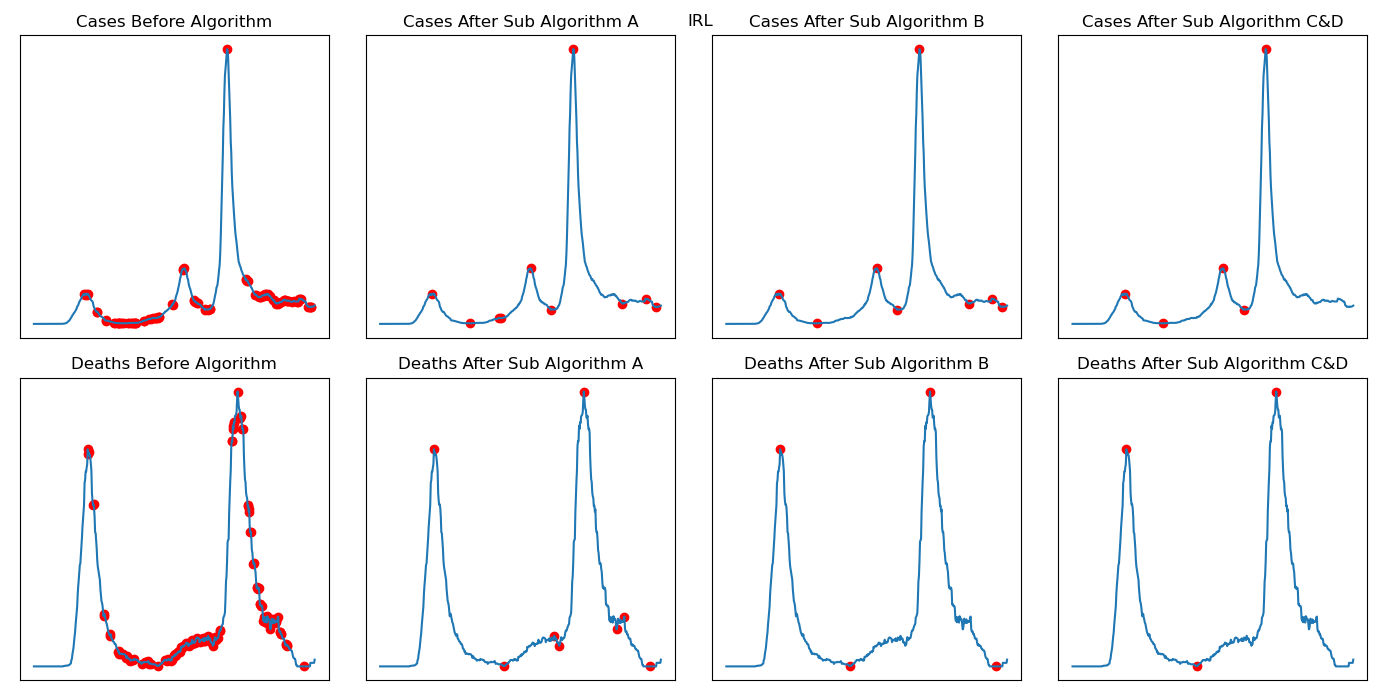 IRL
Cases Before Algorithm
Cases After Sub Algorithm A
Cases After Sub Algorithm B
Cases After Sub Algorithm C&D
Deaths Before Algorithm
Deaths After Sub Algorithm A
Deaths After Sub Algorithm B
Deaths After Sub Algorithm C&D